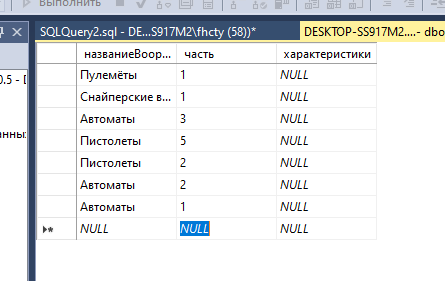 Выполнить
SQLQuery2.sql - DE...S917M2\fhcty (58))*
DESKTOP-SS917M2....- dbo
0.5 - D
анных
названиеВоор... часть характеристики
Пулемёты 1 NULL
Снайперские в... 1 NULL
Автоматы 3 NULL
Пистолеты 5 NULL
Пистолеты 2 NULL
Автоматы 2 NULL
Автоматы 1 NULL
NULL NULL NULL